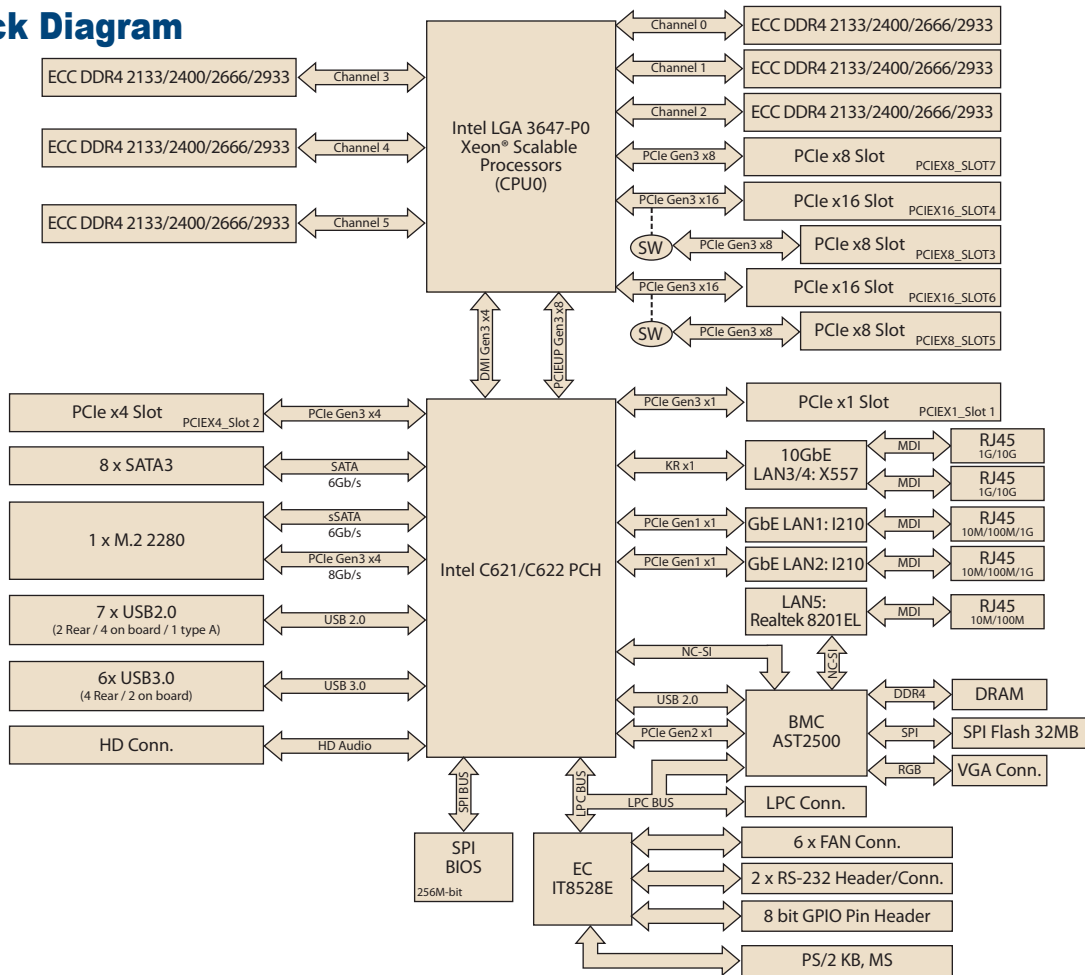 ck Diagram
ECC DDR4 2133/2400/2666/2933
Channel 3
ECC DDR4 2133/2400/2666/2933
Channel 4
ECC DDR4 2133/2400/2666/2933
Channel 5
Intel LGA 3647-P0
Xeon® Scalable
Processors
(CPU0)
Channel 0
ECC DDR4 2133/2400/2666/2933
Channel 1
ECC DDR4 2133/2400/2666/2933
Channel 2
ECC DDR4 2133/2400/2666/2933
PCIe Gen3 x8
PCIe x8 Slot
PCIEX8_SLOT7
PCIe Gen3 x16
PCIe x16 Slot
PCIEX16_SLOT4
SW
PCIe Gen3 x8
PCIe x8 Slot
PCIEX8_SLOT3
PCIe Gen3 x16
PCIe x16 Slot
PCIEX16_SLOT6
SW
PCIe Gen3 x8
PCIe x8 Slot
PCIEX8_SLOT5
DMI Gen3 x4
PCIEUP Gen3 x8
PCIe x4 Slot
PCIEX4_Slot 2
PCIe Gen3 x4
8 x SATA3
SATA
6Gb/s
1 x M.2 2280
sSATA
6Gb/s
PCIe Gen3 x4
8Gb/s
7 x USB2.0
(2 Rear / 4 on board / 1 type A)
USB 2.0
6x USB3.0
(4 Rear / 2 on board)
USB 3.0
HD Conn.
HD Audio
Intel C621/C622 PCH
PCIe Gen3 x1
PCIe x1 Slot
PCIEX1_Slot 1
KR x1
10GbE
LAN3/4: X557
MDI
RJ45
1G/10G
MDI
RJ45
1G/10G
PCIe Gen1 x1
GbE LAN1: I210
MDI
RJ45
10M/100M/1G
PCIe Gen1 x1
GbE LAN2: I210
MDI
RJ45
10M/100M/1G
LAN5:
Realtek 8201EL
MDI
RJ45
10M/100M
NC-SI
NC-SI
USB 2.0
PCIe Gen2 x1
BMC
AST2500
DDR4
DRAM
SPI
SPI Flash 32MB
RGB
VGA Conn.
SPI BUS
LPC BUS
LPC BUS
LPC Conn.
SPI
BIOS
256M-bit
EC
IT8528E
6 x FAN Conn.
2 x RS-232 Header/Conn.
8 bit GPIO Pin Header
PS/2 KB, MS